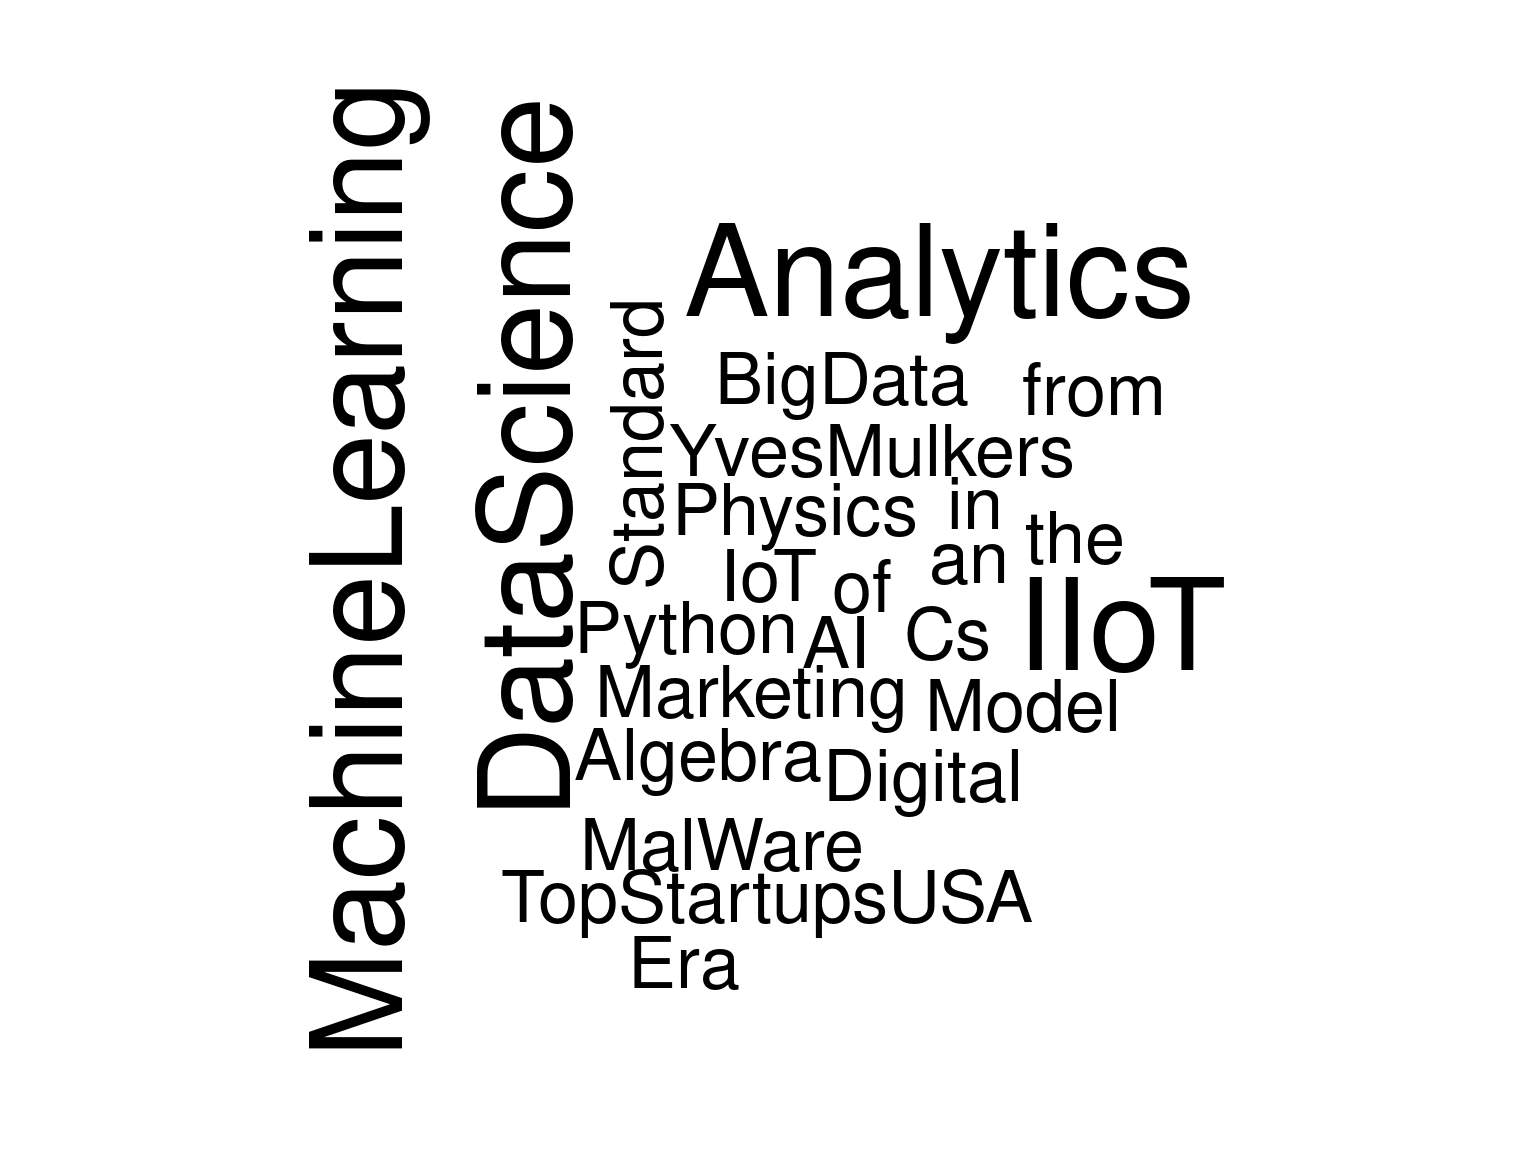 MachineLearning
DataScience
Standard
Analytics
BigData
from
YvesMulkers
Physics
in
the
an
IoT
of
IIoT
Python
AI
Cs
Marketing
Model
Algebra
Digital
MalWare
TopStartupsUSA
Era